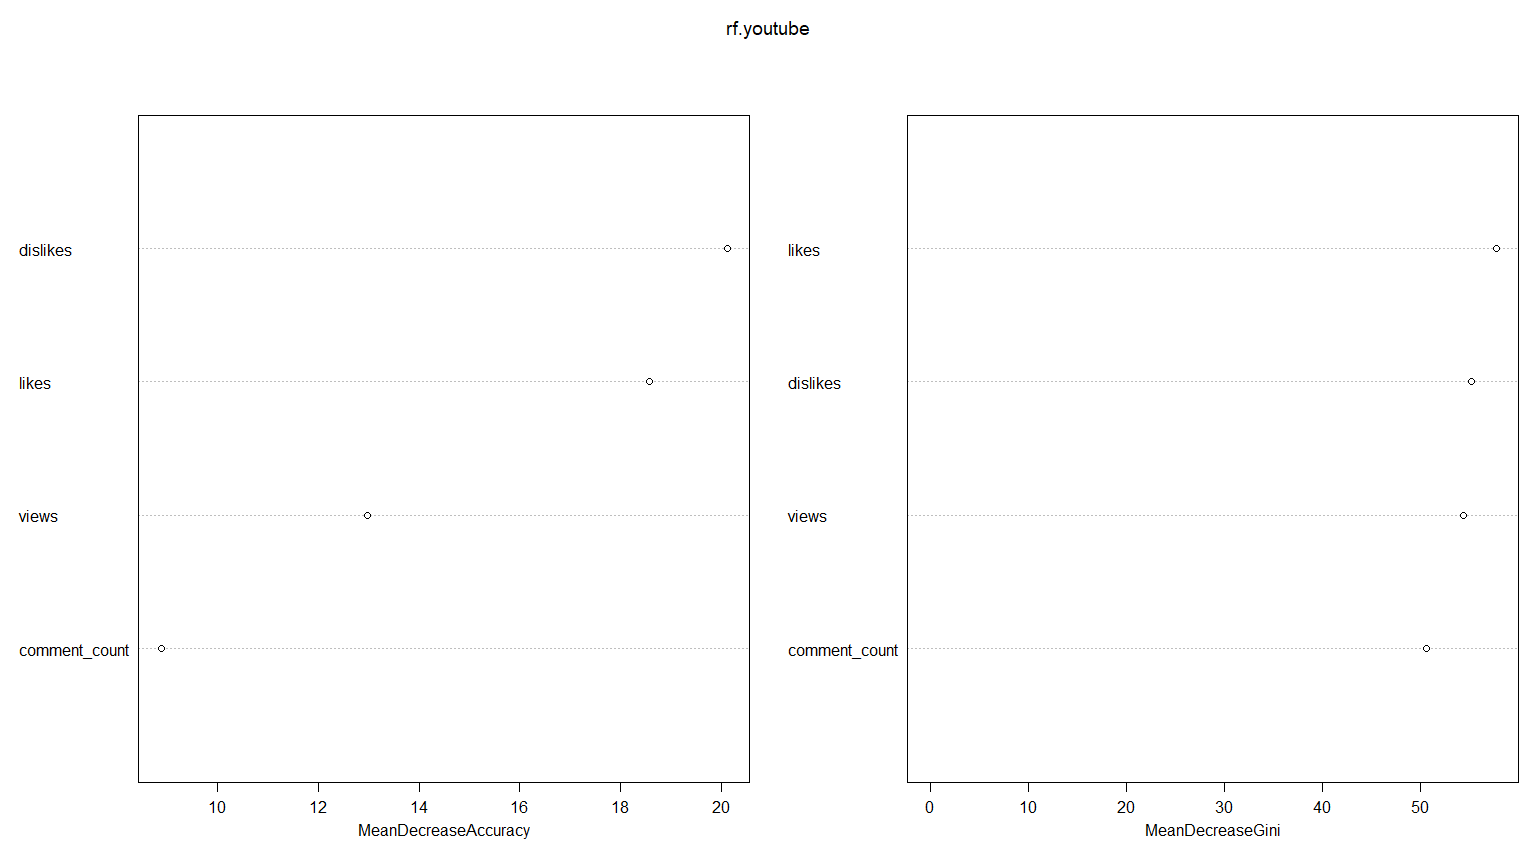 rf.youtube
dislikes
likes
views
comment_count
10 12 14 16 18 20
MeanDecreaseAccuracy
likes
dislikes
views
comment_count
0 10 20 30 40 50
MeanDecreaseGini